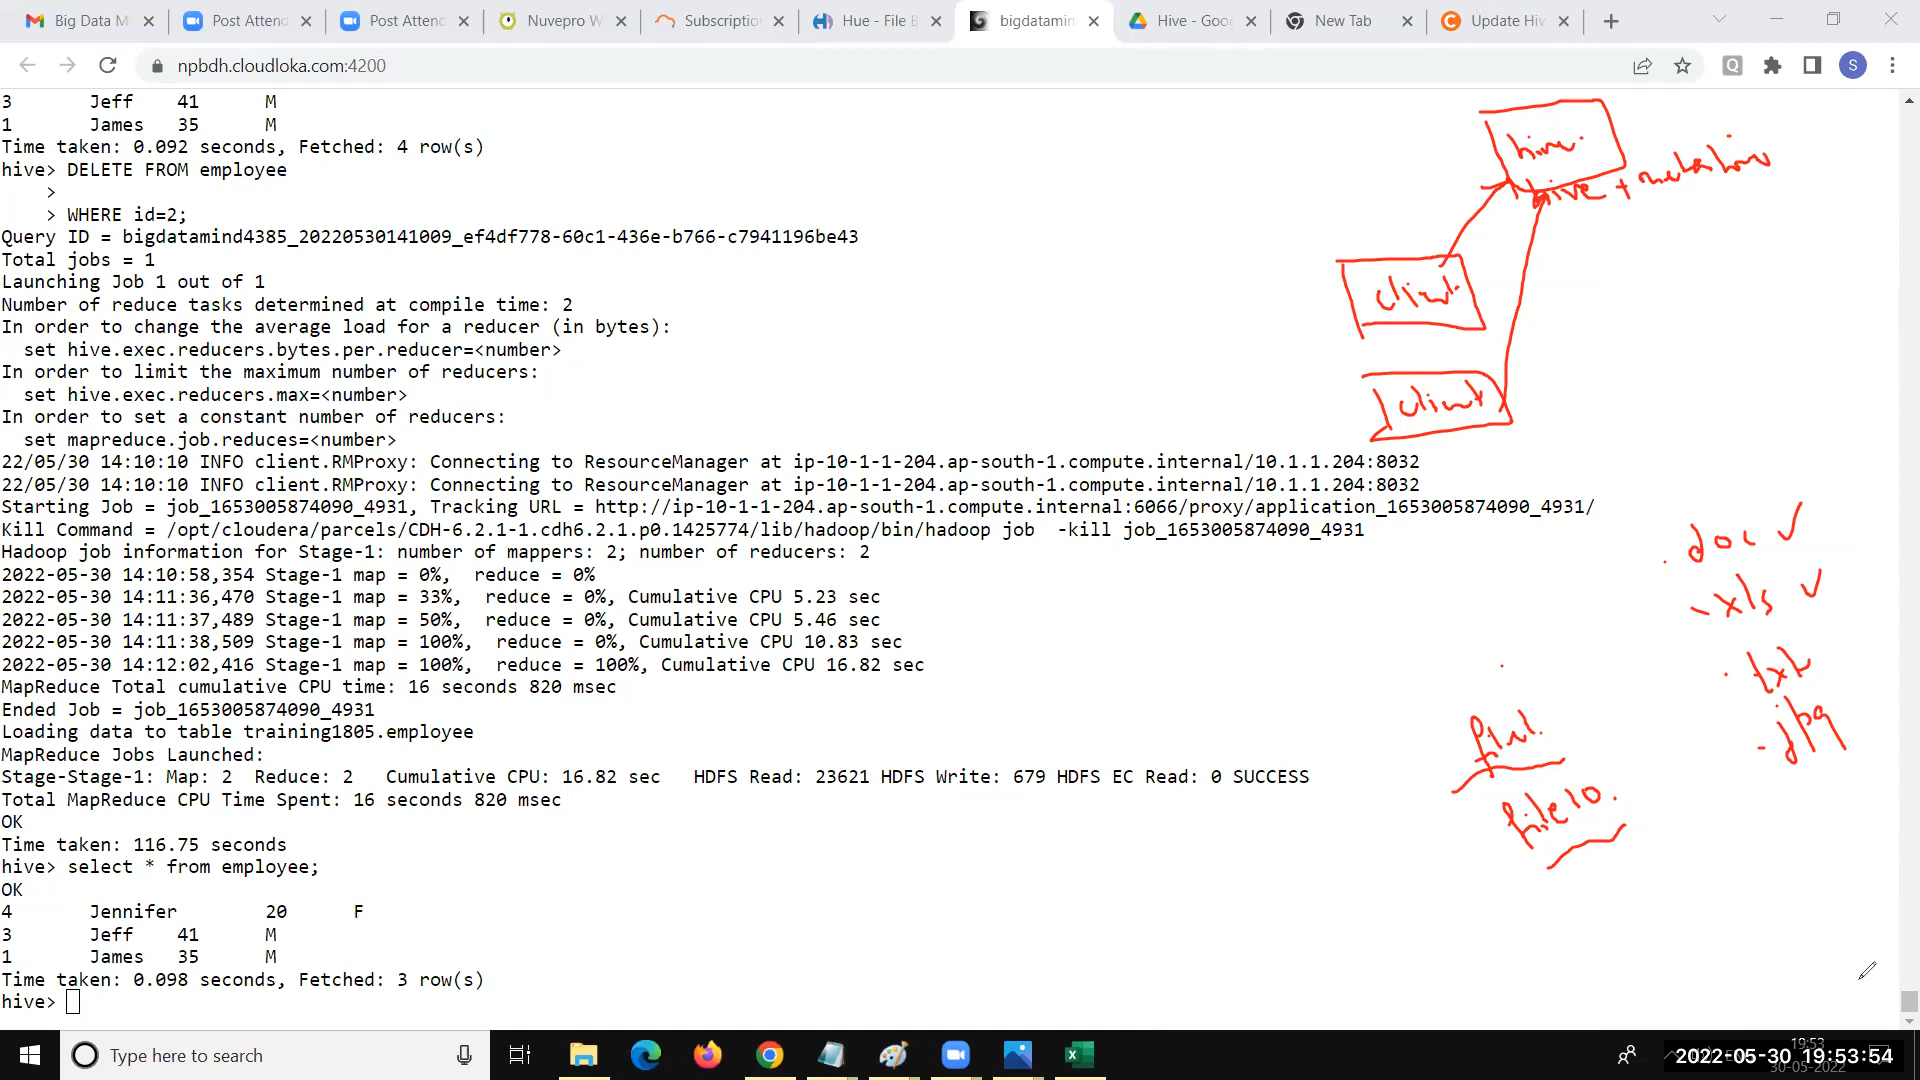 Big Data M
Post Attend
Post Attend
Nuvepro W
Subscriptio
Hue - File B
bigdatamin
Hive - Goog
New Tab
Update Hiv
npbdh.cloudloka.com:4200
S
3 Jeff 41 M
1 James 35 M
Time taken: 0.092 seconds, Fetched: 4 row(s)
hive> DELETE FROM employee
>
> WHERE id=2;
Query ID = bigdatamind4385_20220530141009_ef4df778-60c1-436e-b766-c7941196be43
Total jobs = 1
Launching Job 1 out of 1
Number of reduce tasks determined at compile time: 2
In order to change the average load for a reducer (in bytes):
set hive.exec.reducers.bytes.per.reducer=<number>
In order to limit the maximum number of reducers:
set hive.exec.reducers.max=<number>
In order to set a constant number of reducers:
set mapreduce.job.reduces=<number>
22/05/30 14:10:10 INFO client.RMProxy: Connecting to ResourceManager at ip-10-1-1-204.ap-south-1.compute.internal/10.1.1.204:8032
22/05/30 14:10:10 INFO client.RMProxy: Connecting to ResourceManager at ip-10-1-1-204.ap-south-1.compute.internal/10.1.1.204:8032
Starting Job = job_1653005874090_4931, Tracking URL = http://ip-10-1-1-204.ap-south-1.compute.internal:6066/proxy/application_1653005874090_4931/
Kill Command = /opt/cloudera/parcels/CDH-6.2.1-1.cdh6.2.1.p0.1425774/lib/hadoop/bin/hadoop job -kill job_1653005874090_4931
Hadoop job information for Stage-1: number of mappers: 2; number of reducers: 2
2022-05-30 14:10:58,354 Stage-1 map = 0%, reduce = 0%
2022-05-30 14:11:36,470 Stage-1 map = 33%, reduce = 0%, Cumulative CPU 5.23 sec
2022-05-30 14:11:37,489 Stage-1 map = 50%, reduce = 0%, Cumulative CPU 5.46 sec
2022-05-30 14:11:38,509 Stage-1 map = 100%, reduce = 0%, Cumulative CPU 10.83 sec
2022-05-30 14:12:02,416 Stage-1 map = 100%, reduce = 100%, Cumulative CPU 16.82 sec
MapReduce Total cumulative CPU time: 16 seconds 820 msec
Ended Job = job_1653005874090_4931
Loading data to table training1805.employee
MapReduce Jobs Launched:
Stage-Stage-1: Map: 2 Reduce: 2 Cumulative CPU: 16.82 sec HDFS Read: 23621 HDFS Write: 679 HDFS EC Read: 0 SUCCESS
Total MapReduce CPU Time Spent: 16 seconds 820 msec
OK
Time taken: 116.75 seconds
hive> select * from employee;
OK
4 Jennifer 20 F
3 Jeff 41 M
1 James 35 M
Time taken: 0.098 seconds, Fetched: 3 row(s)
hive>
hive +
client
client
.doc
.xls
.txt
.jpg
file10.
Type here to search
19:53
2022-05-30 19:53:54
30-05-2022